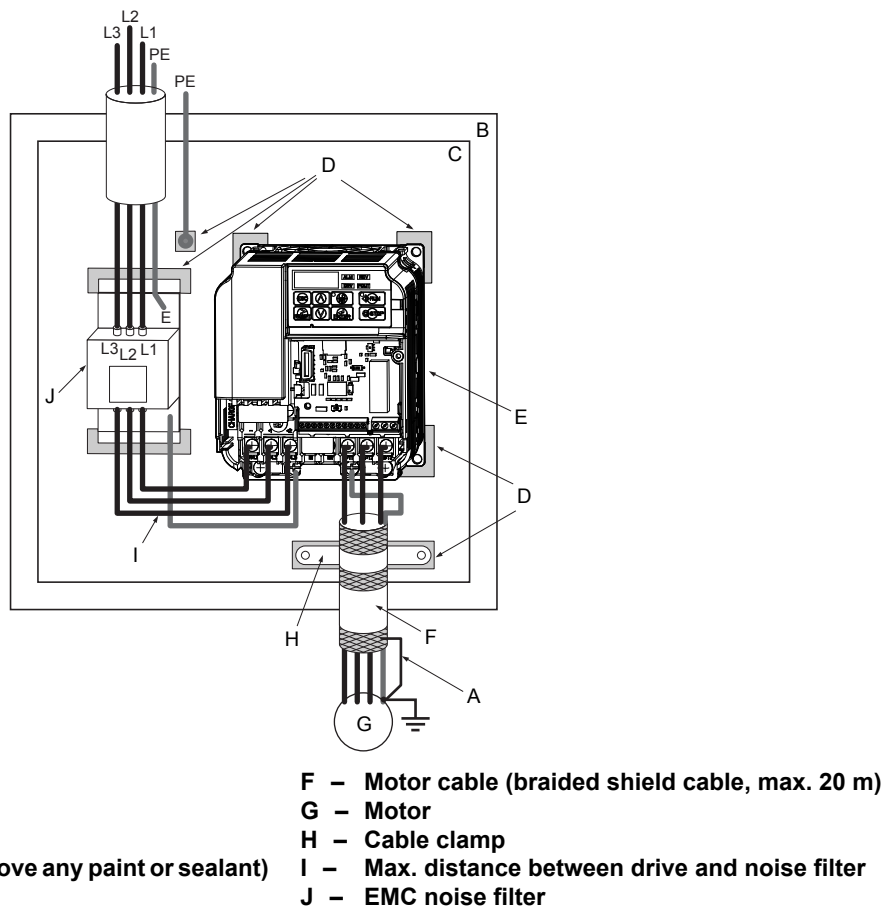 L2
L3 L1
PE
PE
B
C
D
E
L3 L2 L1
J
CHARGE
E
D
I
H
F
A
G
F – Motor cable (braided shield cable, max. 20 m)
G – Motor
H – Cable clamp
ove any paint or sealant) I – Max. distance between drive and noise filter
J – EMC noise filter